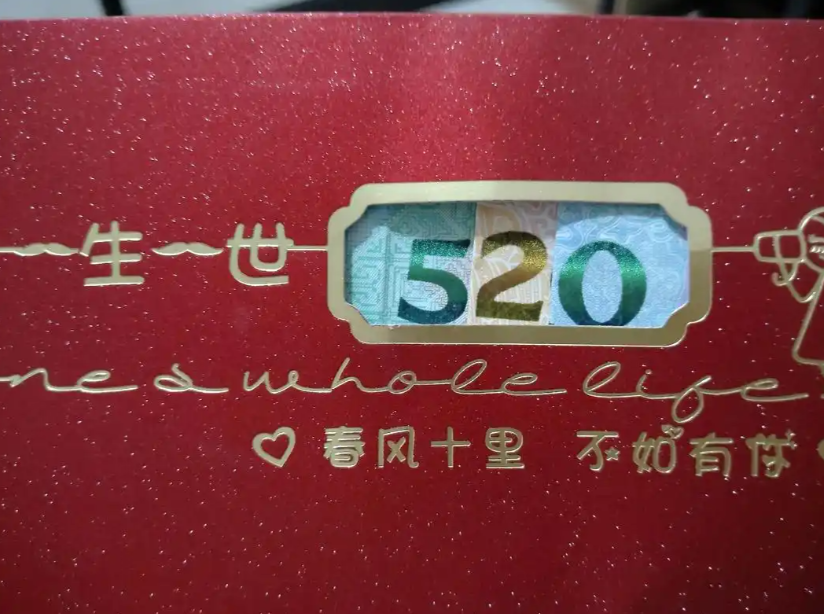 一生一世 520
ne a whole life
春风十里 不如有你